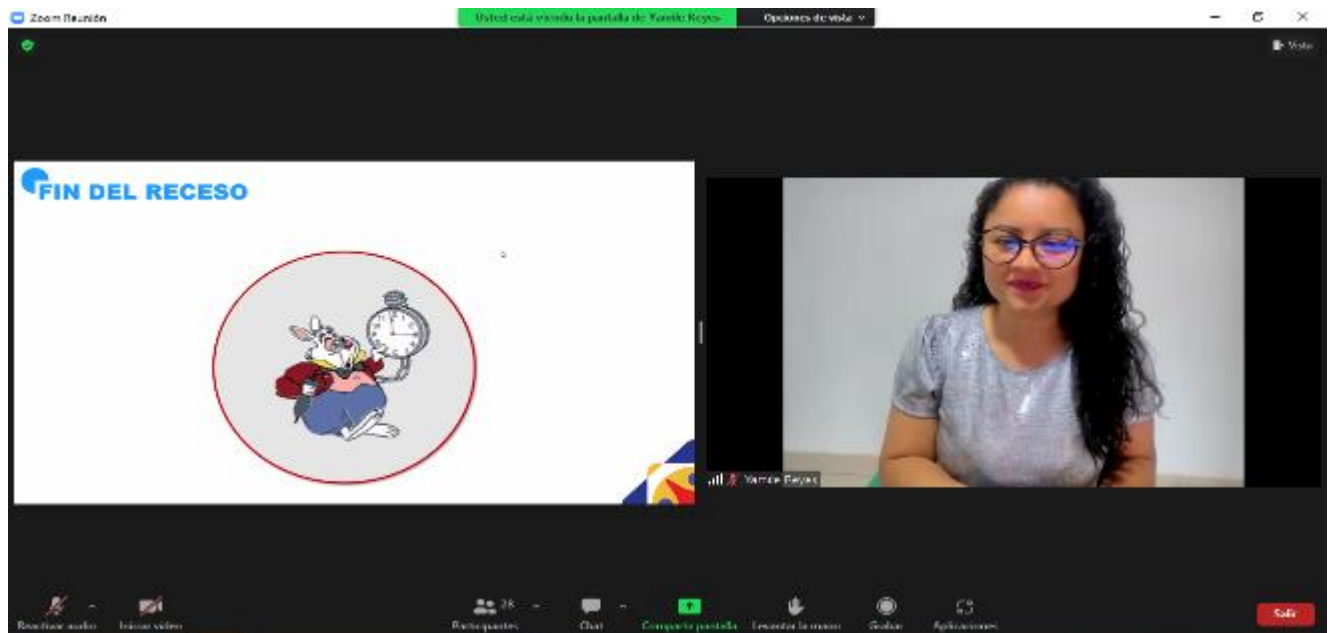 Zoom Reunión
Usted está viendo la pantalla de Yamile Reyes
Opciones de vista
Vista
FIN DEL RECESO
Yamile Reyes
Reactivar audio
Iniciar video
28
Participantes
Chat
Compartir pantalla
Levantar la mano
Grabar
Aplicaciones
Salir